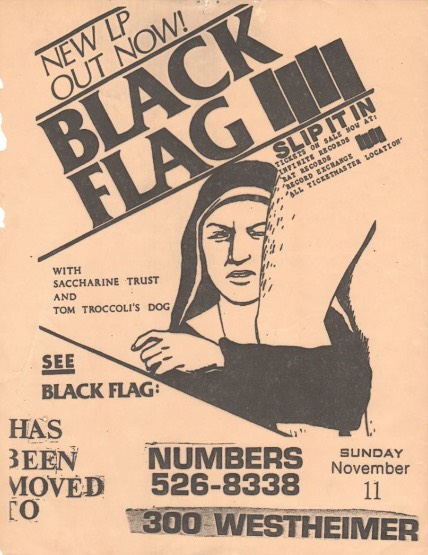 NEW LP
OUT NOW!
BLACK
FLAG
SLIP IT IN
TICKETS ON SALE NOW AT:
INFINITE RECORDS
RAT RECORDS
RECORD EXCHANGE
ALL TICKETMASTER LOCATION·
WITH
SACCHARINE TRUST
AND
TOM TROCCOLI'S DOG
SEE
BLACK FLAG:
HAS
BEEN
MOVED
TO
NUMBERS
526-8338
300 WESTHEIMER
SUNDAY
November
11